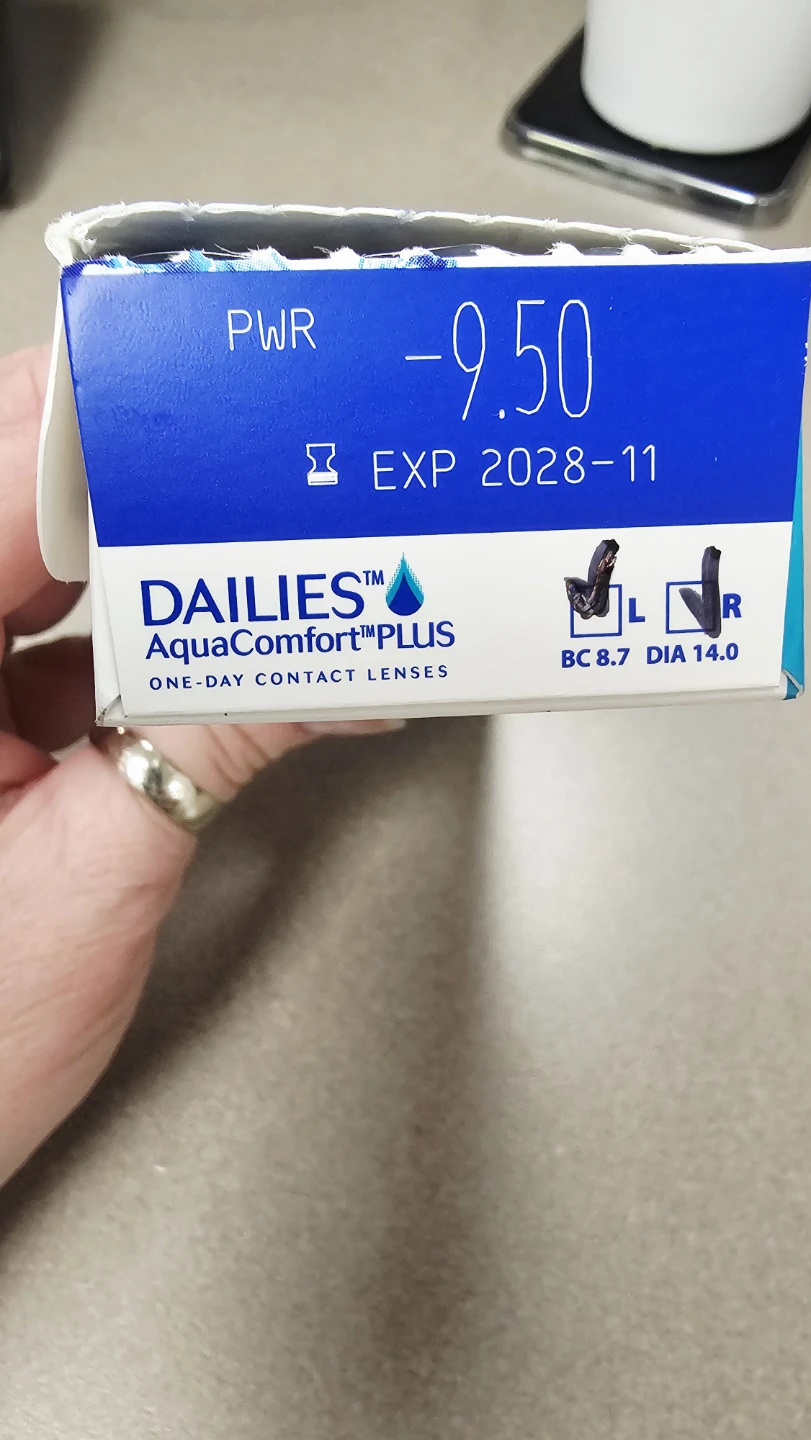 PWR -9.50
EXP 2028-11
DAILIES™
AquaComfort™PLUS
ONE-DAY CONTACT LENSES
L R
BC 8.7 DIA 14.0